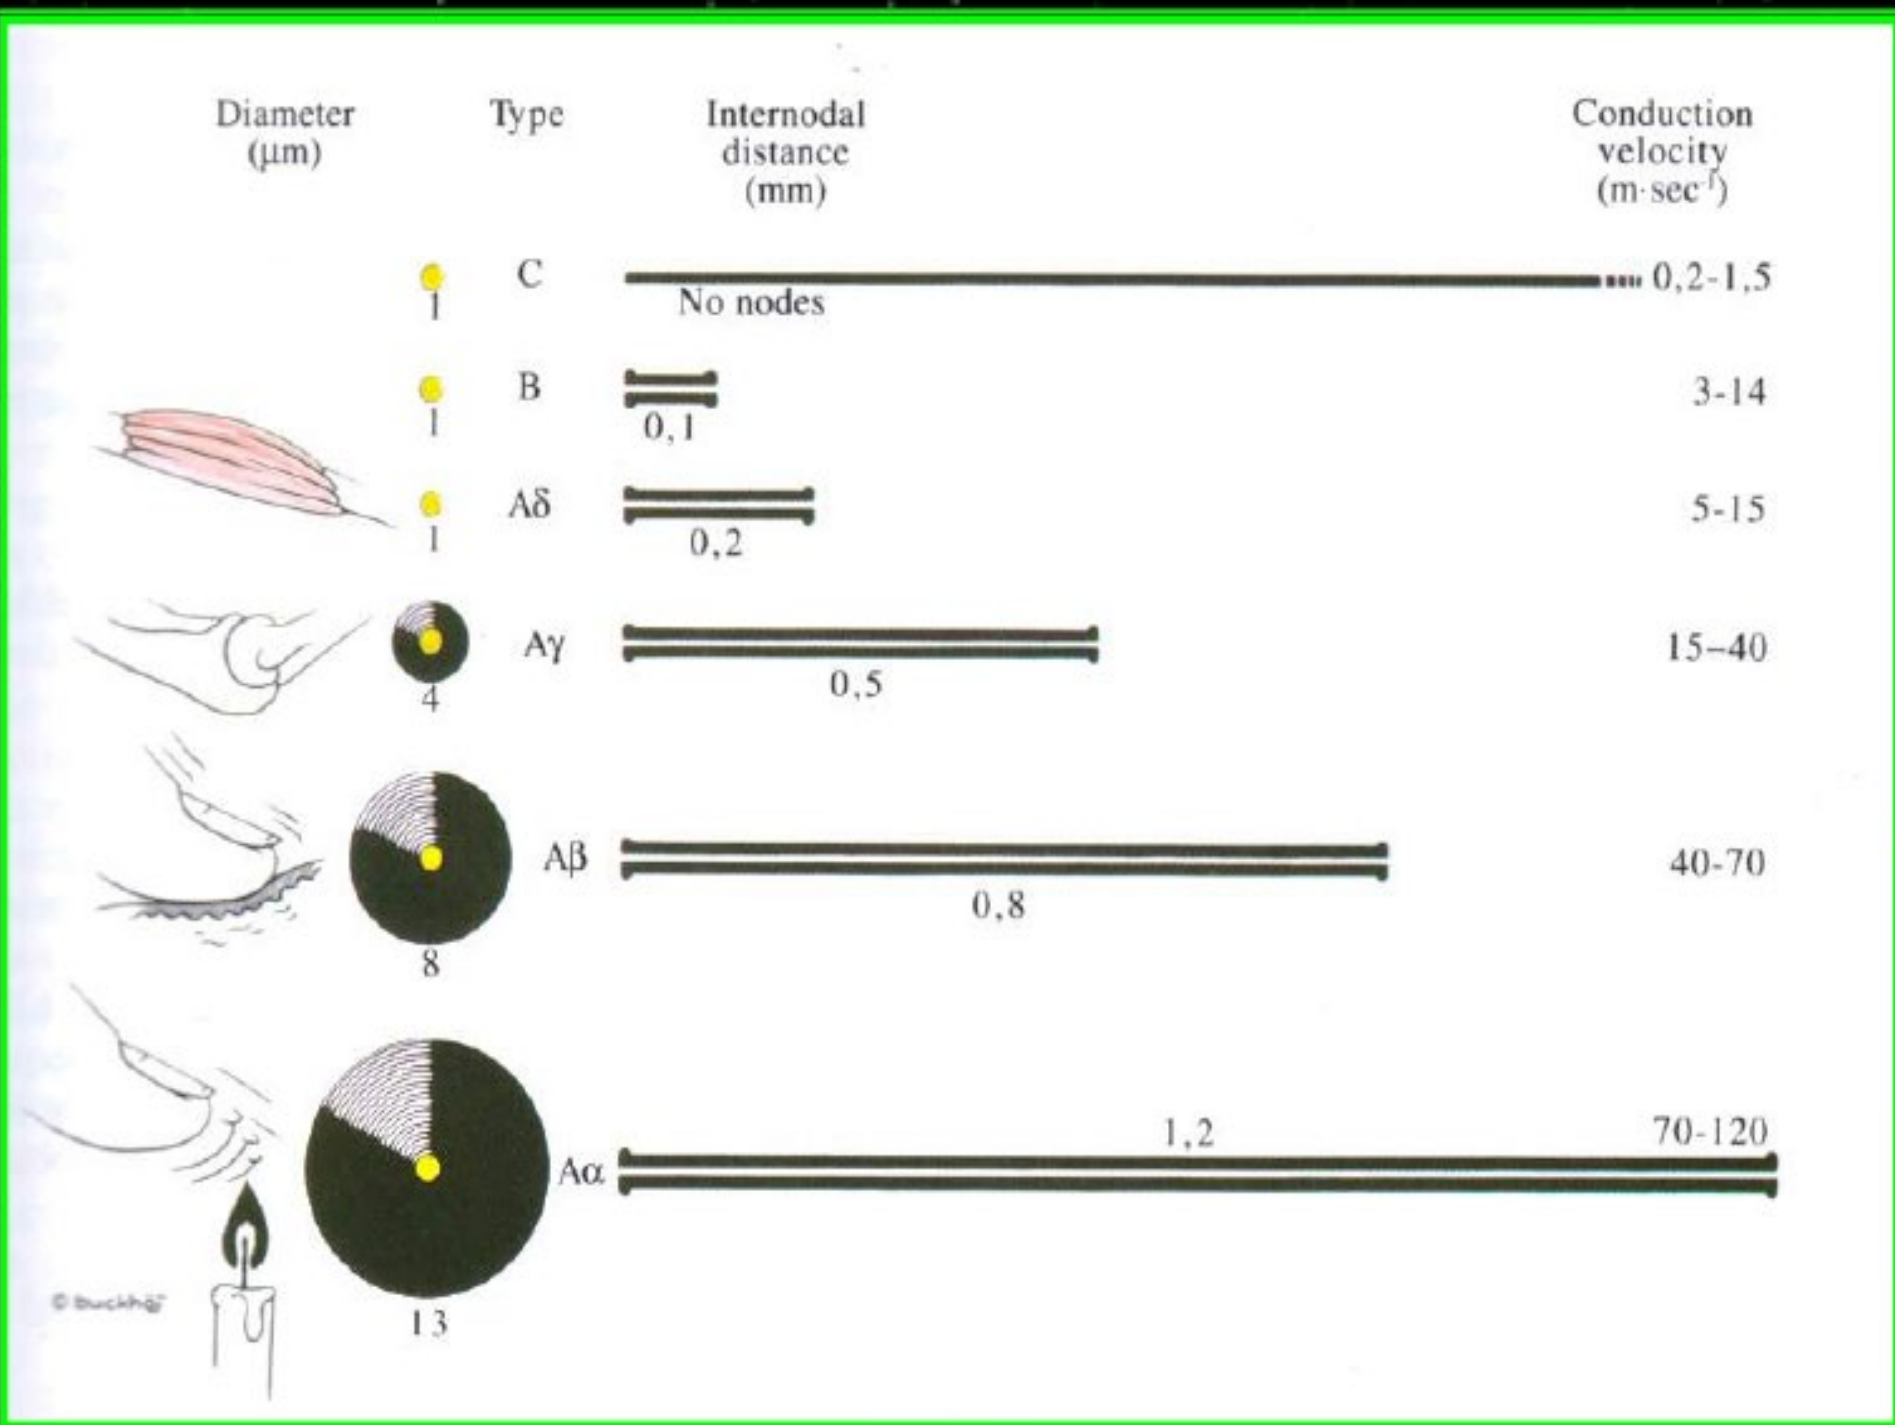 Diameter
(μm)
Type
Internodal
distance
(mm)
Conduction
velocity
(m·sec⁻¹)
C
0,2-1,5
1
No nodes
B
3-14
1
0,1
Aδ
5-15
1
0,2
Aγ
15–40
4
0,5
Aβ
40-70
8
0,8
1,2
70-120
Aα
13